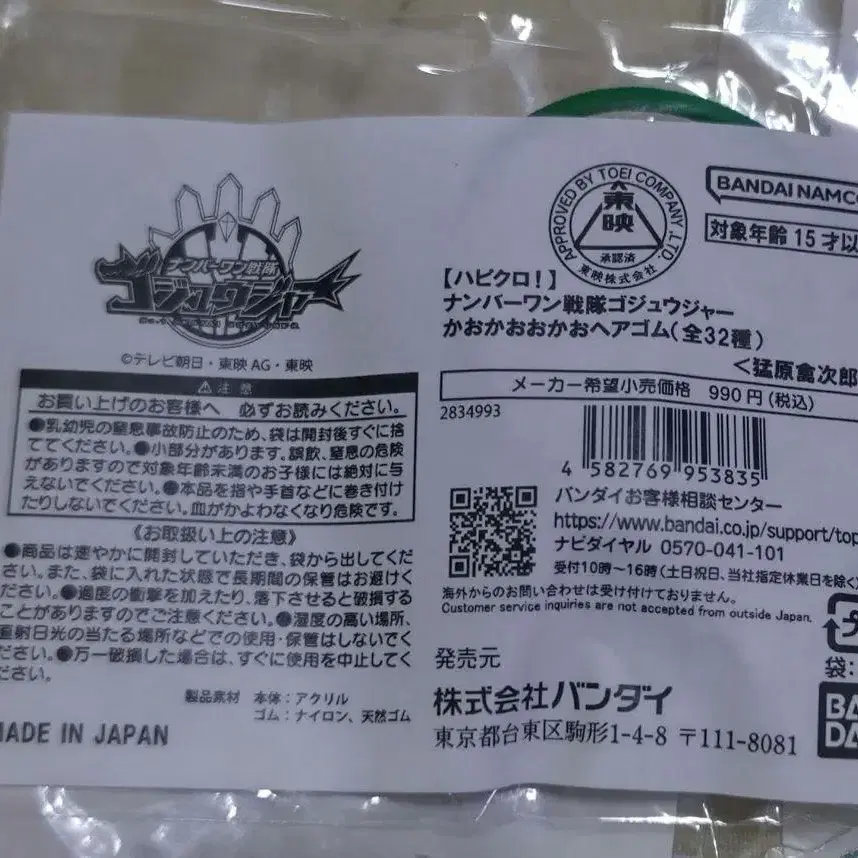 ナンバーワン戦隊
ゴジュウジャー
©テレビ朝日・東映AG・東映
⚠注意
お買い上げのお客様へ 必ずお読みください。
●乳幼児の窒息事故防止のため、袋は開封後すぐに捨
ててください。●小部分があります。誤飲、窒息の危険
がありますので対象年齢未満のお子様には絶対に与
えないでください。●本品を指や手首などに巻き付け
たりしないでください。血がかよわなくなり危険です。
《お取扱い上の注意》
●商品は速やかに開封していただき、袋から出してくだ
さい。また、袋に入れた状態で長期間の保管はお避けく
ださい。●過度の衝撃を加えたり、落下させると破損する
ことがありますのでご注意ください。●湿度の高い場所、
直射日光の当たる場所などでの使用・保管はしないでく
ださい。●万一破損した場合は、すぐに使用を中止してく
ださい。
製品素材 本体：アクリル
ゴム：ナイロン、天然ゴム
MADE IN JAPAN
APPROVED BY TOEI COMPANY, LTD.
東映
承認済
東映株式会社
BANDAI NAMCO
対象年齢15才以
【ハピクロ！】
ナンバーワン戦隊ゴジュウジャー
かおかおおかおヘアゴム（全32種）
＜猛原禽次郎
メーカー希望小売価格 990円（税込）
2834993
4 582769 953835
バンダイお客様相談センター
https://www.bandai.co.jp/support/top
ナビダイヤル 0570-041-101
受付10時～16時（土日祝日、当社指定休業日を除く）
海外からのお問い合わせは受け付けておりません。
Customer service inquiries are not accepted from outside Japan.
発売元
株式会社バンダイ
東京都台東区駒形1-4-8 〒111-8081
プ
袋：
BA
DA